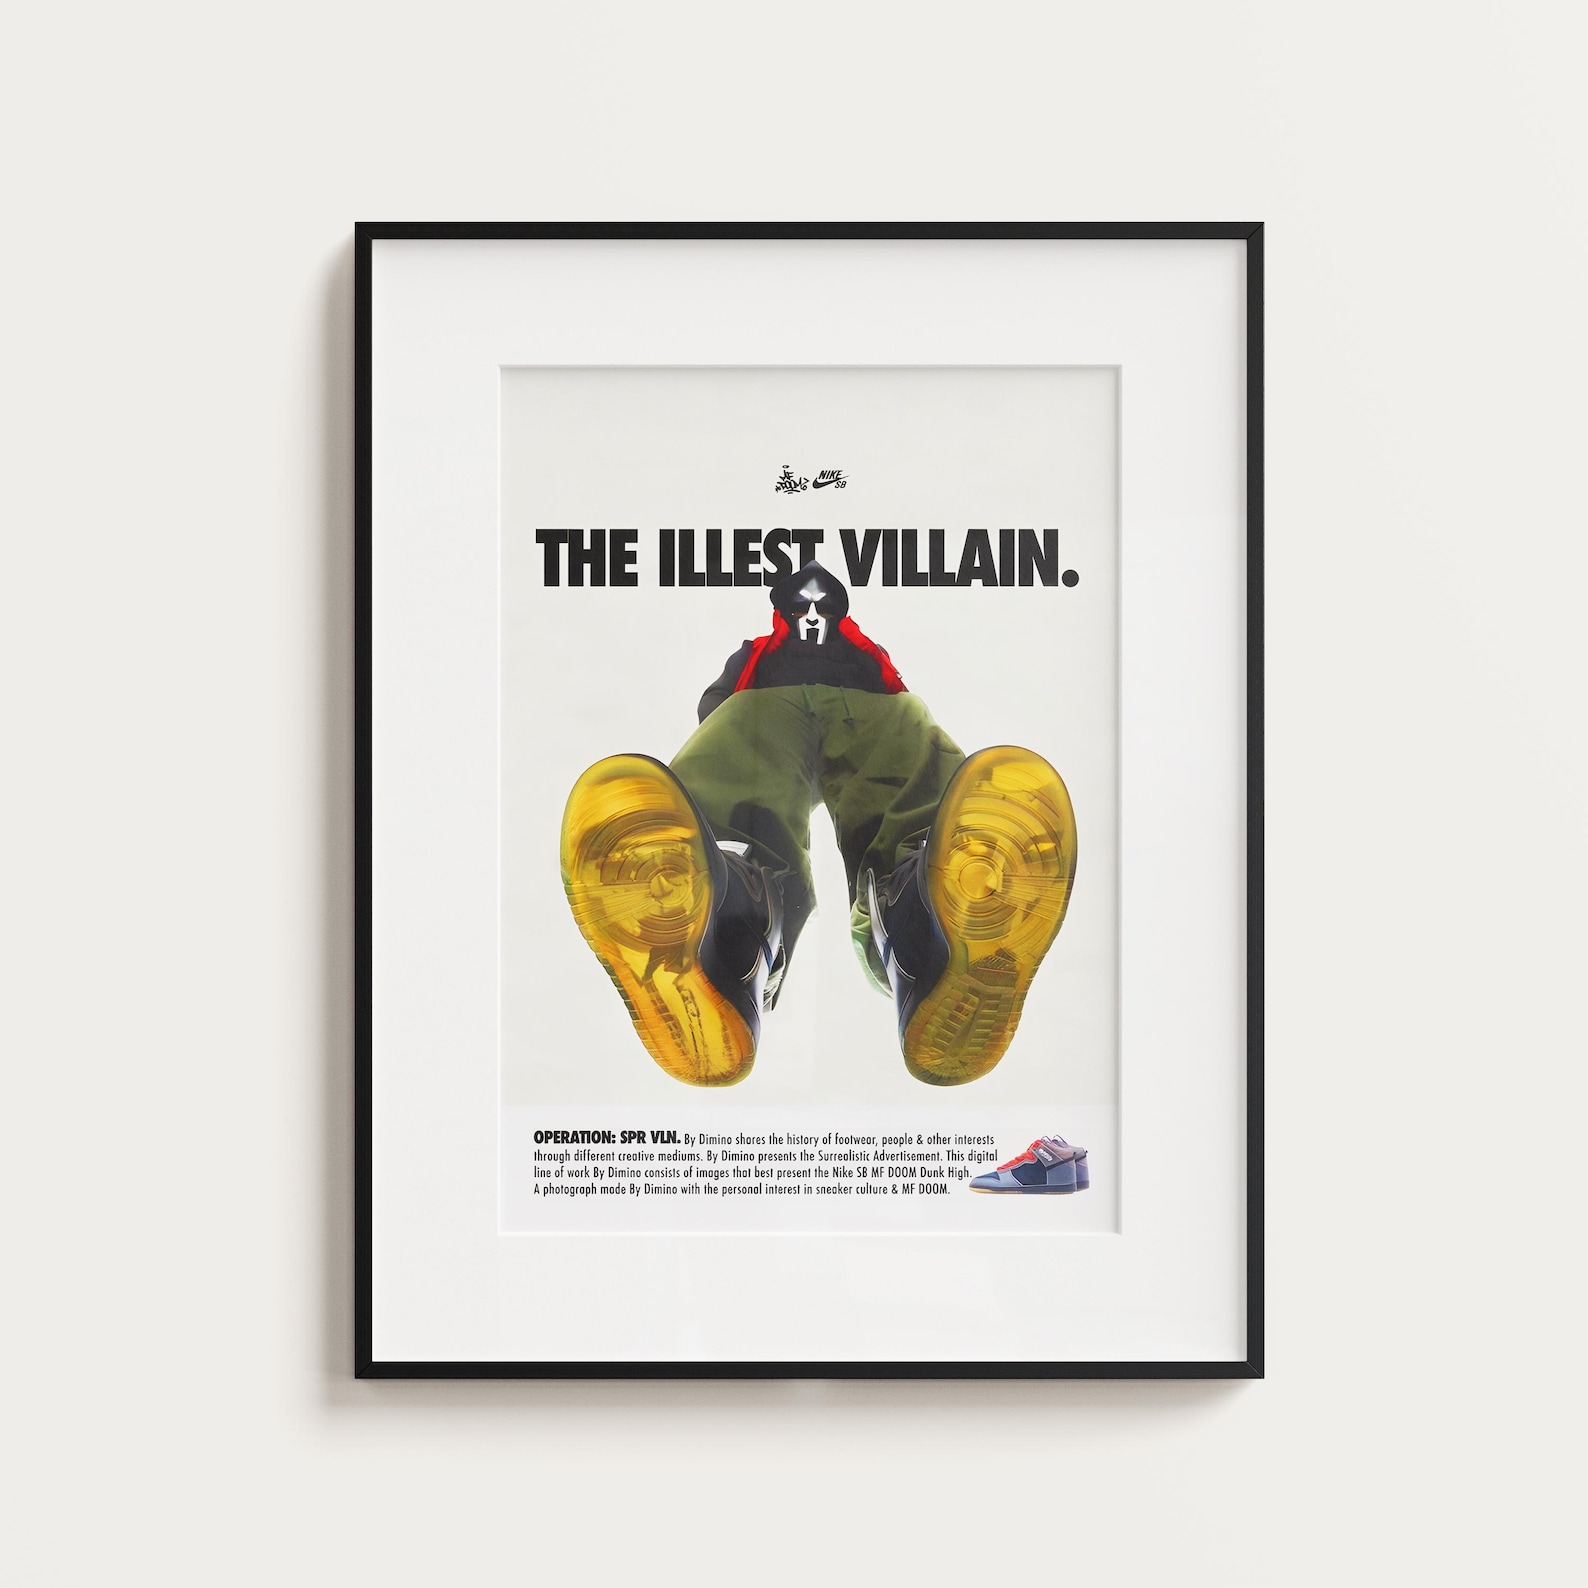 MF DOOM NIKE SB
THE ILLEST VILLAIN.
OPERATION: SPR VLN. By Dimino shares the history of footwear, people & other interests
through different creative mediums. By Dimino presents the Surrealistic Advertisement. This digital
line of work By Dimino consists of images that best present the Nike SB MF DOOM Dunk High.
A photograph made By Dimino with the personal interest in sneaker culture & MF DOOM.